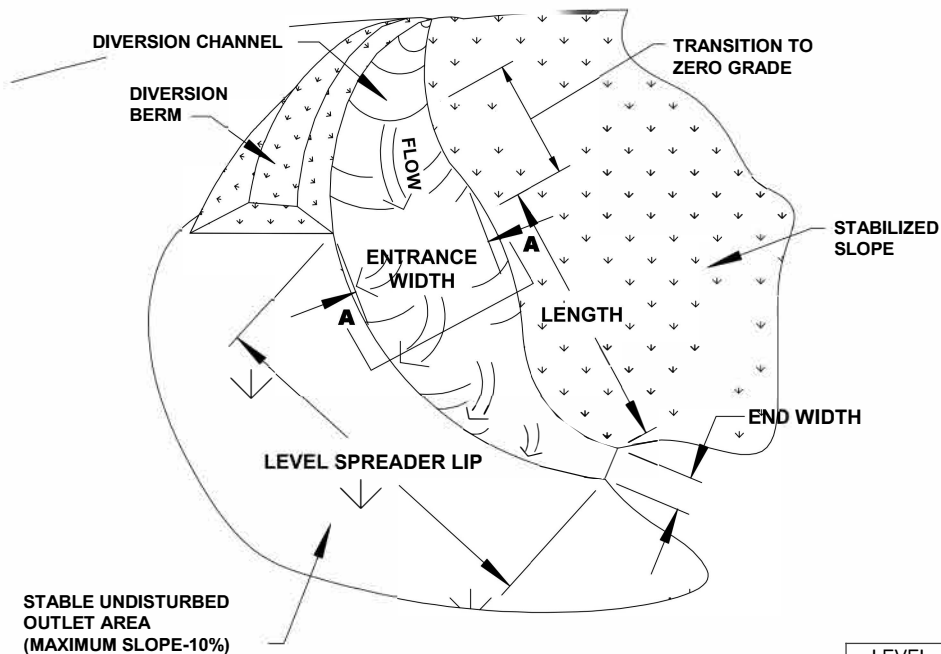 DIVERSION CHANNEL
TRANSITION TO
ZERO GRADE
DIVERSION
BERM
FLOW
STABILIZED
SLOPE
A
ENTRANCE
WIDTH
A
LENGTH
END WIDTH
LEVEL SPREADER LIP
STABLE UNDISTURBED
OUTLET AREA
(MAXIMUM SLOPE-10%)
LEVEL